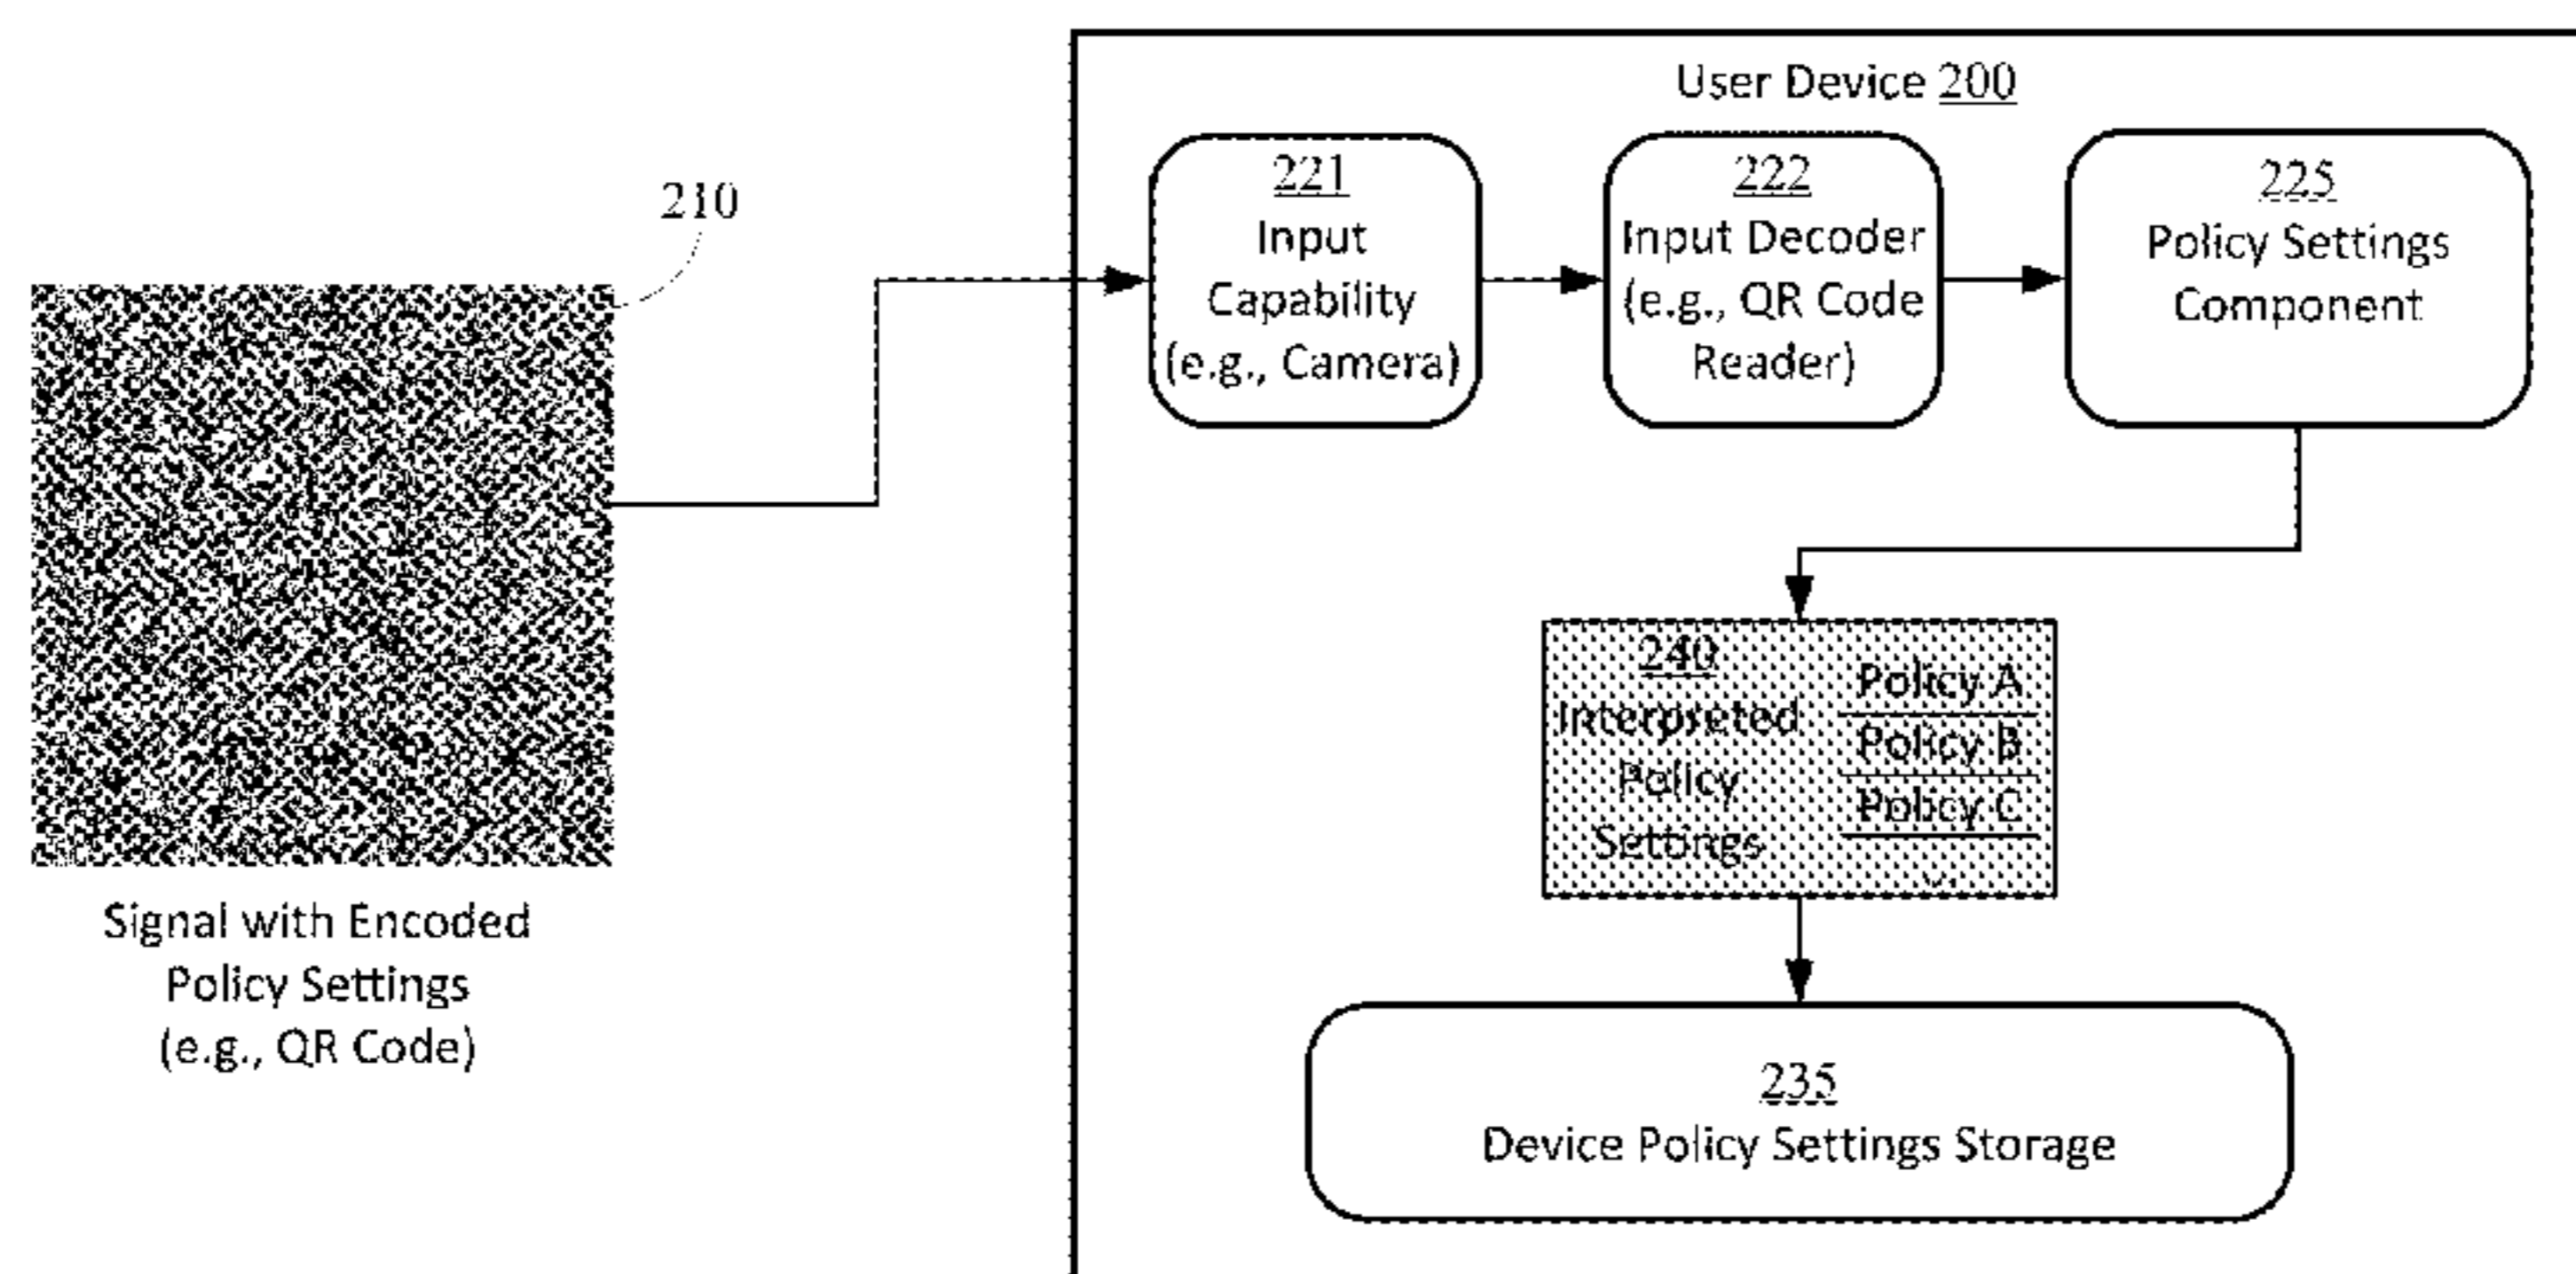 User Device 200
210
221
Input
Capability
(e.g., Camera)
222
Input Decoder
(e.g., QR Code
Reader)
225
Policy Settings
Component
240
Interpreted
Policy
Settings
Policy A
Policy B
Policy C
Signal with Encoded
Policy Settings
(e.g., QR Code)
235
Device Policy Settings Storage